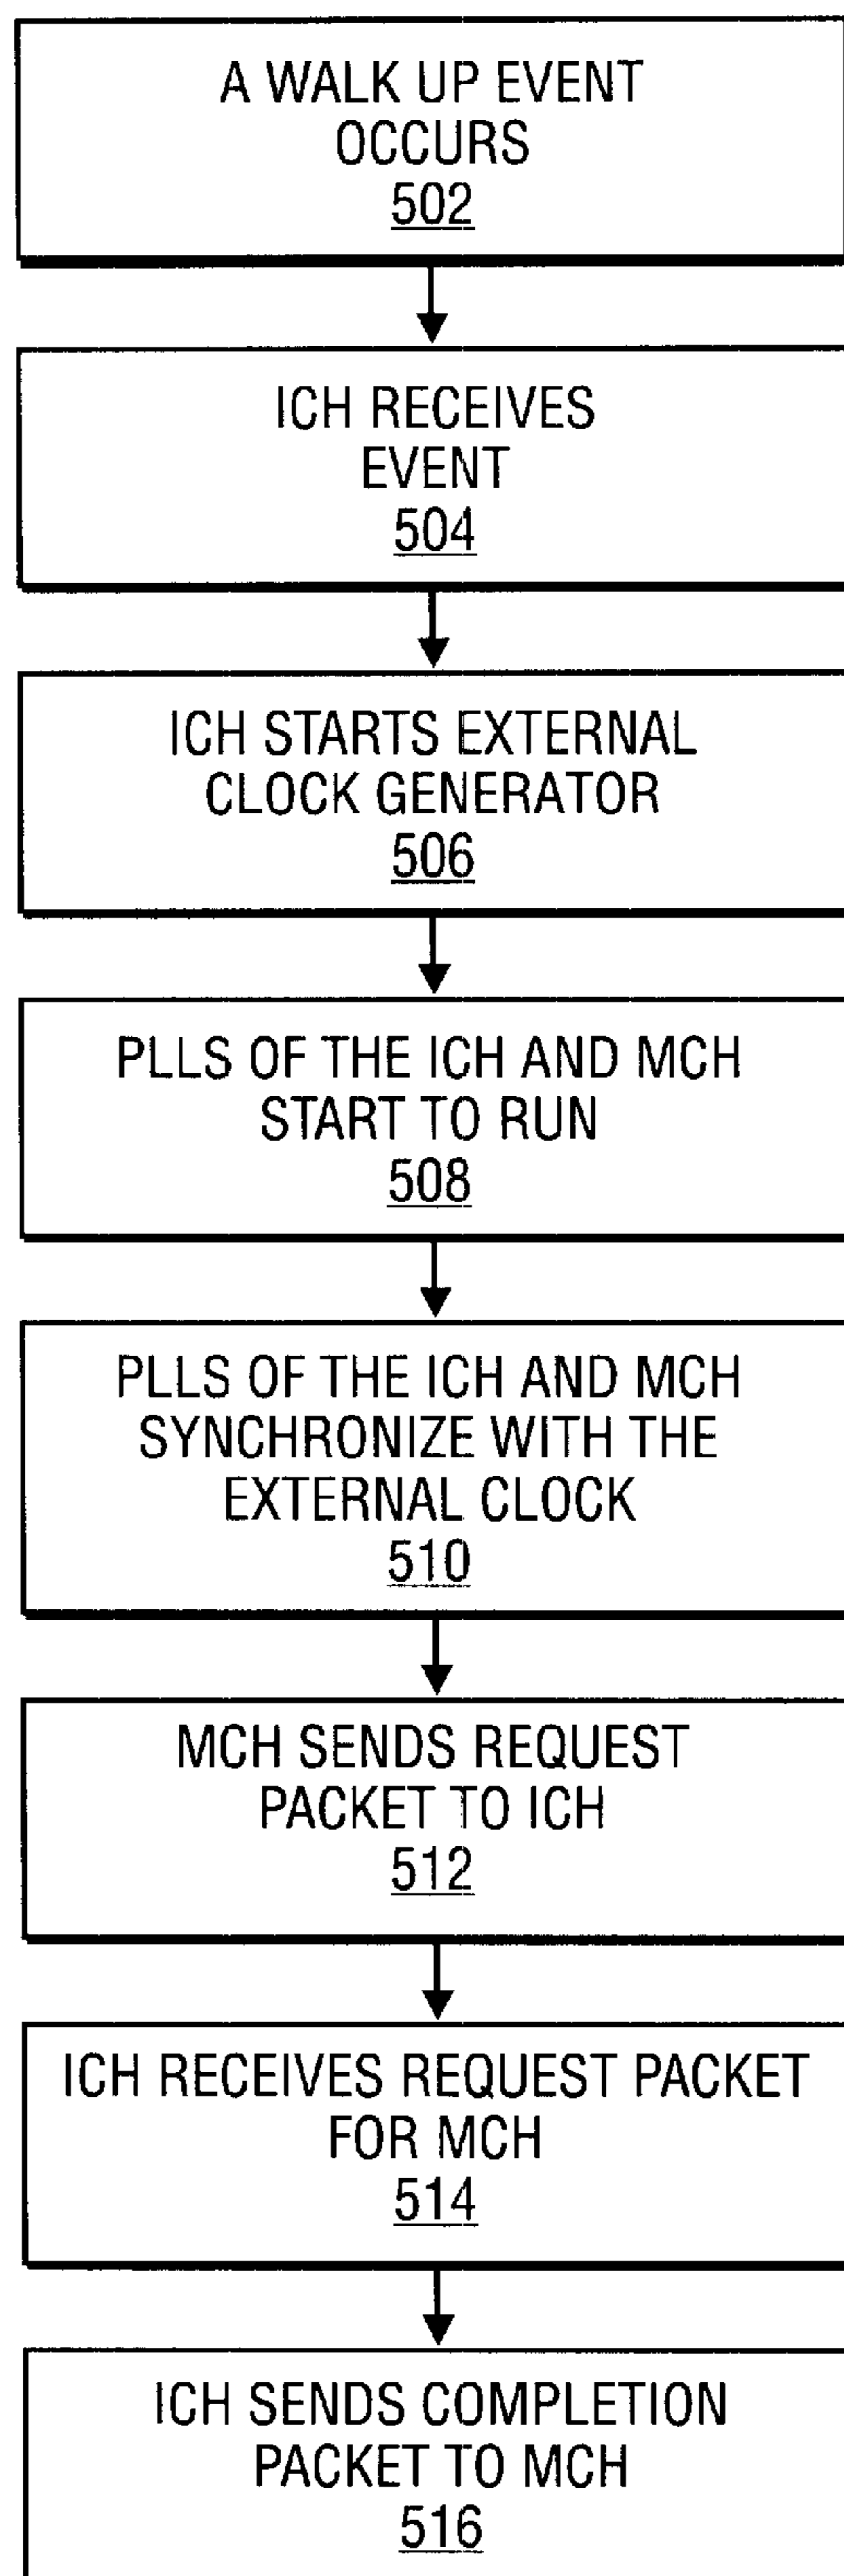 A WALK UP EVENT
OCCURS
502
ICH RECEIVES
EVENT
504
ICH STARTS EXTERNAL
CLOCK GENERATOR
506
PLLS OF THE ICH AND MCH
START TO RUN
508
PLLS OF THE ICH AND MCH
SYNCHRONIZE WITH THE
EXTERNAL CLOCK
510
MCH SENDS REQUEST
PACKET TO ICH
512
ICH RECEIVES REQUEST PACKET
FOR MCH
514
ICH SENDS COMPLETION
PACKET TO MCH
516